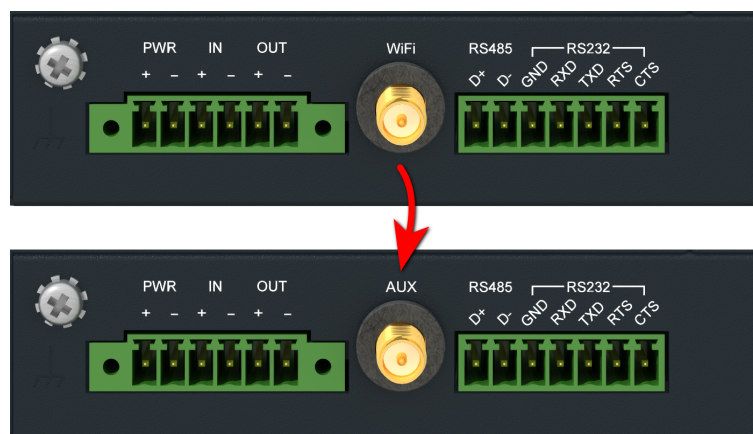 PWR IN OUT WiFi RS485 RS232
+ – + – + – D+ D- GND RXD TXD RTS CTS
PWR IN OUT AUX RS485 RS232
+ – + – + – D+ D- GND RXD TXD RTS CTS